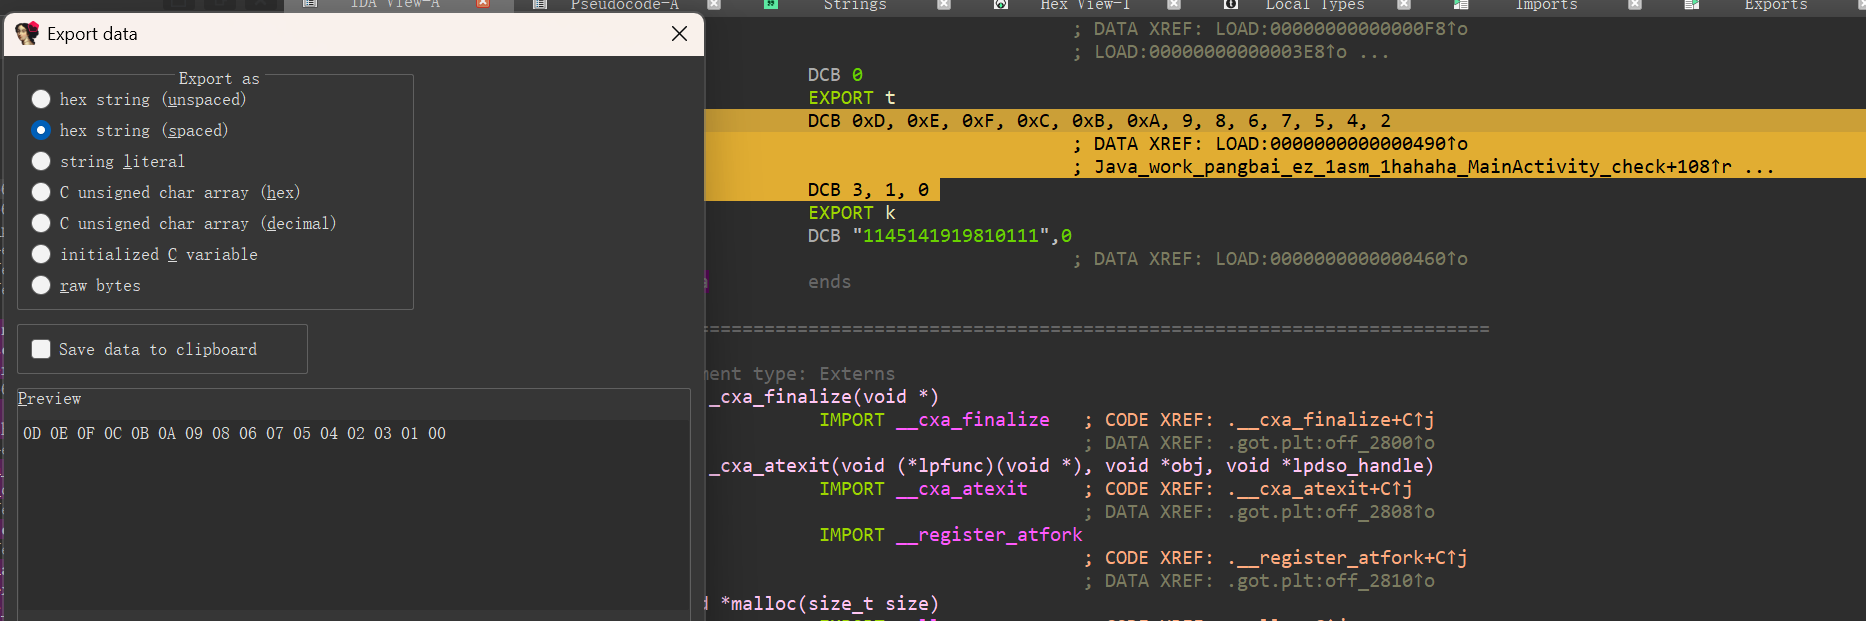 IDA View-A Pseudocode-A Strings Hex View-1 Local Types Imports Exports
Export data
Export as
hex string (unspaced)
hex string (spaced)
string literal
C unsigned char array (hex)
C unsigned char array (decimal)
initialized C variable
raw bytes
Save data to clipboard
Preview
0D 0E 0F 0C 0B 0A 09 08 06 07 05 04 02 03 01 00
; DATA XREF: LOAD:00000000000000F8↑o
; LOAD:00000000000003E8↑o ...
DCB 0
EXPORT t
DCB 0xD, 0xE, 0xF, 0xC, 0xB, 0xA, 9, 8, 6, 7, 5, 4, 2
; DATA XREF: LOAD:0000000000000490↑o
; Java_work_pangbai_ez_1asm_1hahaha_MainActivity_check+108↑r ...
DCB 3, 1, 0
EXPORT k
DCB "1145141919810111",0
; DATA XREF: LOAD:0000000000000460↑o
ends
ment type: Externs
_cxa_finalize(void *)
IMPORT __cxa_finalize ; CODE XREF: .__cxa_finalize+C↑j
; DATA XREF: .got.plt:off_2800↑o
_cxa_atexit(void (*lpfunc)(void *), void *obj, void *lpdso_handle)
IMPORT __cxa_atexit ; CODE XREF: .__cxa_atexit+C↑j
; DATA XREF: .got.plt:off_2808↑o
IMPORT __register_atfork
; CODE XREF: .__register_atfork+C↑j
; DATA XREF: .got.plt:off_2810↑o
*malloc(size_t size)